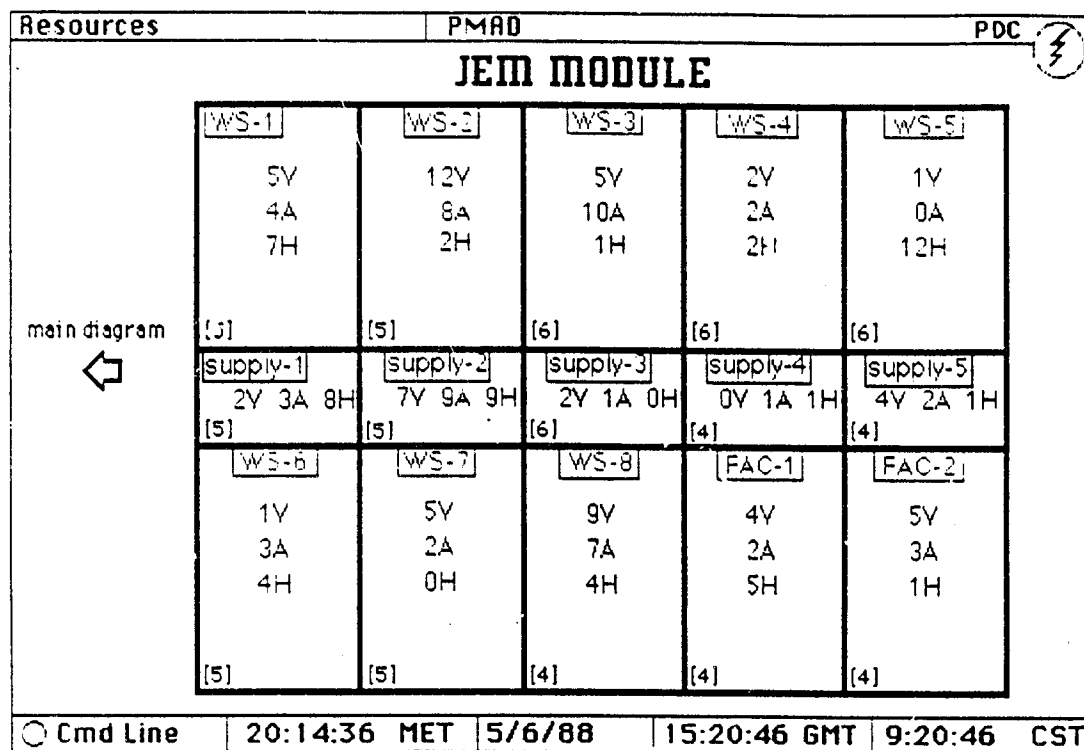 Resources PMAD PDC
JEM MODULE
WS-1 WS-2 WS-3 WS-4 WS-5
5V 12V 5V 2V 1V
4A 8A 10A 2A 0A
7H 2H 1H 2H 12H
main diagram
[5] [6] [6] [6]
supply-1 supply-2 supply-3 supply-4 supply-5
2V 3A 8H 7V 9A 9H 2V 1A 0H 0V 1A 1H 4V 2A 1H
[5] [5] [6] [4] [4]
WS-6 WS-7 WS-8 FAC-1 FAC-2
1V 5V 9V 4V 5V
3A 2A 7A 2A 3A
4H 0H 4H 5H 1H
[5] [5] [4] [4] [4]
Cmd Line 20:14:36 MET 5/6/88 15:20:46 GMT 9:20:46 CST